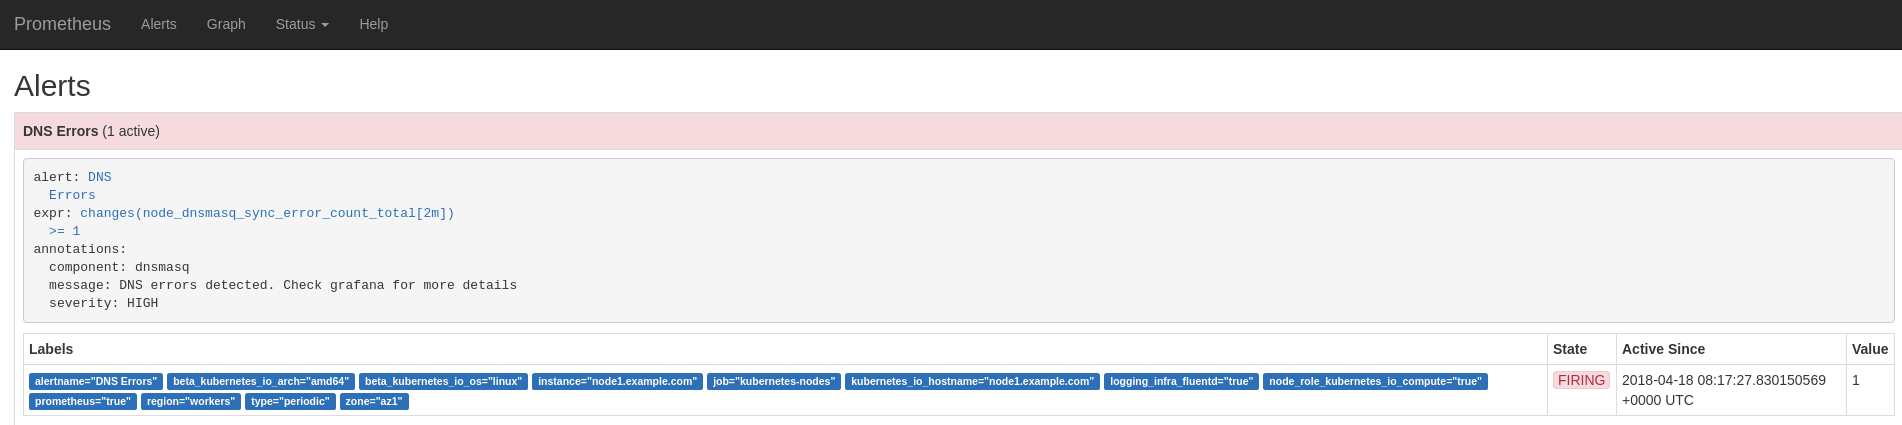 Prometheus Alerts Graph Status Help
Alerts
DNS Errors (1 active)
alert: DNS
Errors
expr: changes(node_dnsmasq_sync_error_count_total[2m])
>= 1
annotations:
component: dnsmasq
message: DNS errors detected. Check grafana for more details
severity: HIGH
Labels State Active Since Value
alertname="DNS Errors" beta_kubernetes_io_arch="amd64" beta_kubernetes_io_os="linux" instance="node1.example.com" job="kubernetes-nodes" kubernetes_io_hostname="node1.example.com" logging_infra_fluentd="true" node_role_kubernetes_io_compute="true" FIRING 2018-04-18 08:17:27.830150569 1
prometheus="true" region="workers" type="periodic" zone="az1" +0000 UTC